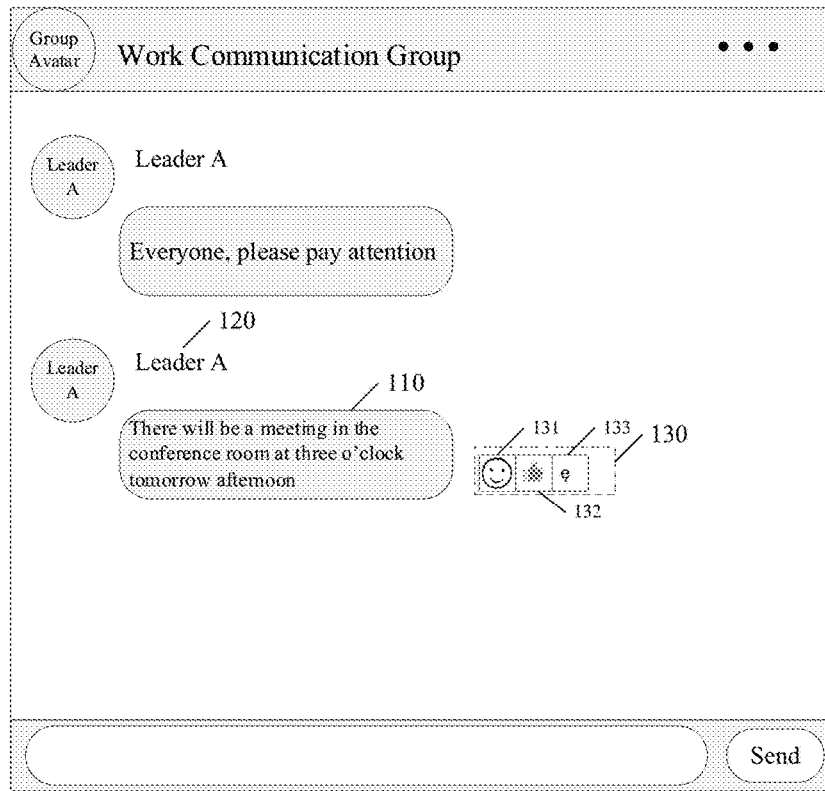 Group
Avatar
Work Communication Group
Leader
A
Leader A
Everyone, please pay attention
120
Leader
A
Leader A
110
There will be a meeting in the
conference room at three o’clock
tomorrow afternoon
131
133
130
132
Send